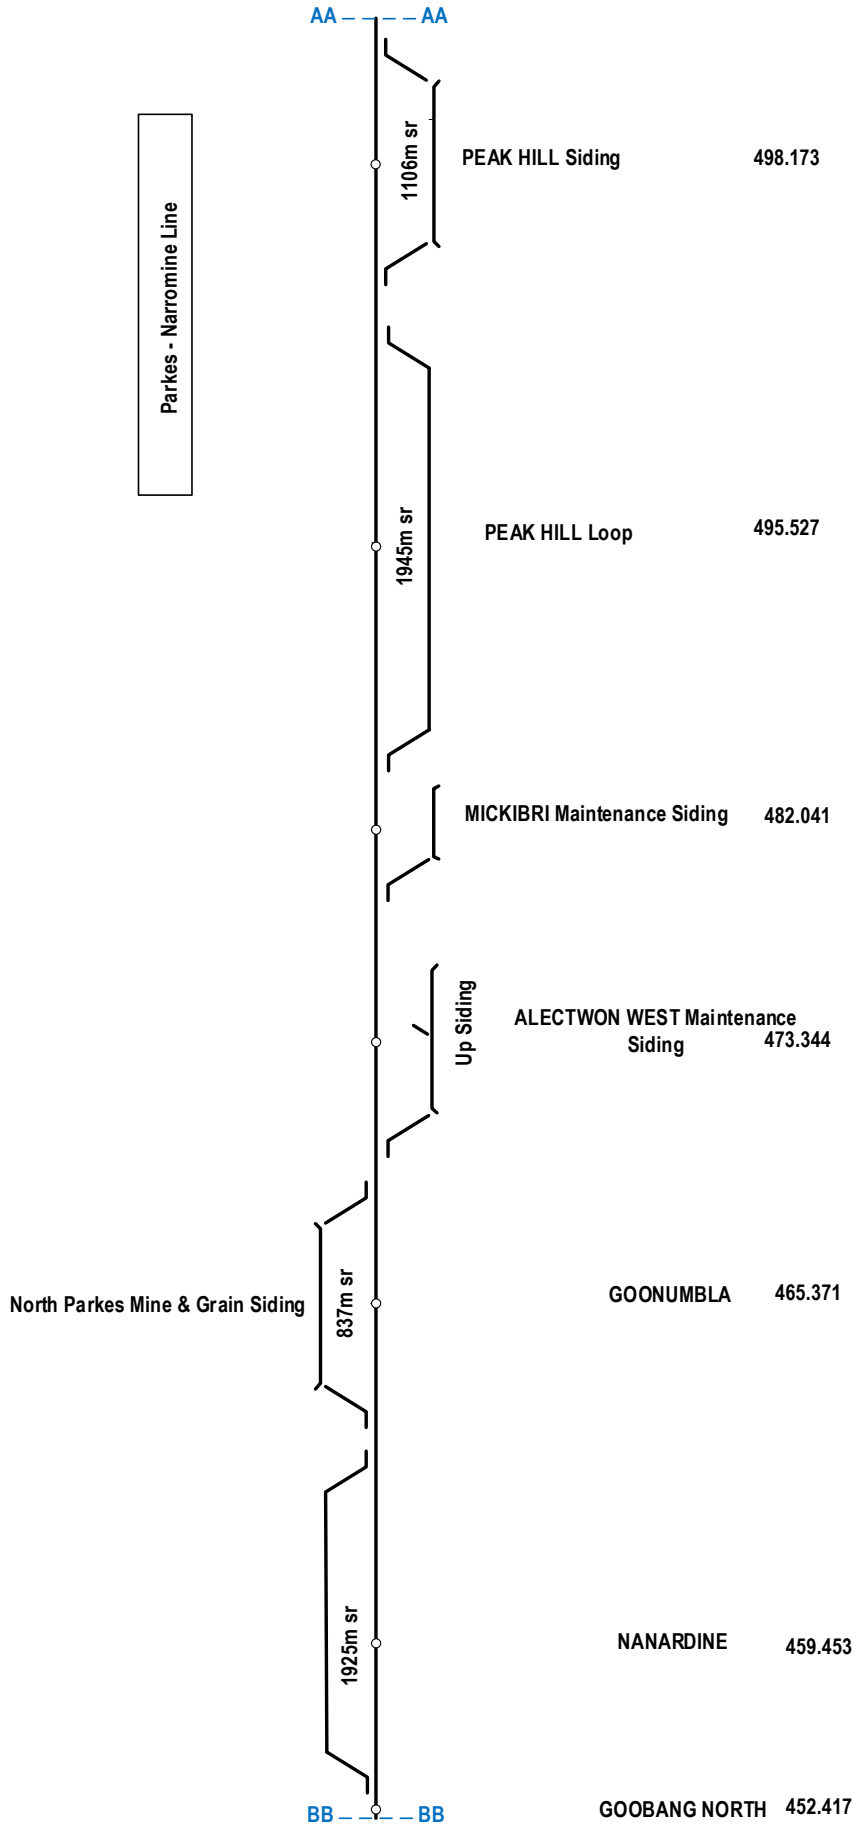 AA AA
1106m sr
PEAK HILL Siding 498.173
Parkes - Narromine Line
1945m sr
PEAK HILL Loop 495.527
MICKIBRI Maintenance Siding 482.041
Up Siding
ALECTWON WEST Maintenance
Siding 473.344
North Parkes Mine & Grain Siding
837m sr
GOONUMBLA 465.371
1925m sr
NANARDINE 459.453
BB BB
GOOBANG NORTH 452.417